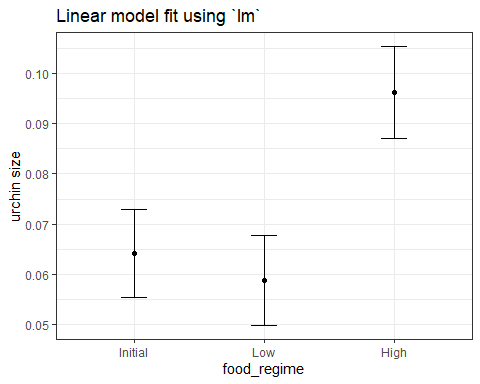 Linear model fit using `lm`
urchin size
0.10
0.09
0.08
0.07
0.06
0.05
Initial
Low
High
food_regime